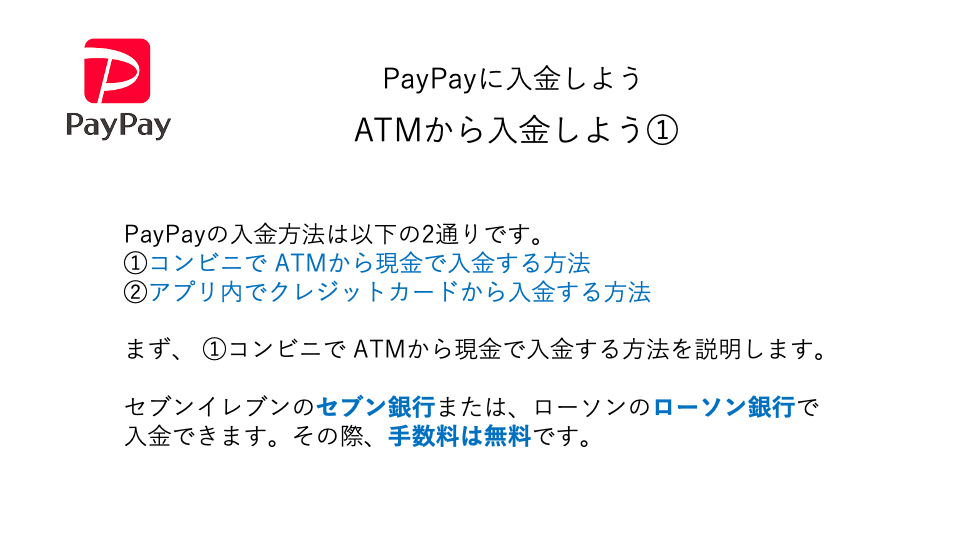 PayPay
PayPayに入金しよう
ATMから入金しよう①
PayPayの入金方法は以下の2通りです。
①コンビニで ATMから現金で入金する方法
②アプリ内でクレジットカードから入金する方法
まず、 ①コンビニで ATMから現金で入金する方法を説明します。
セブンイレブンのセブン銀行または、ローソンのローソン銀行で
入金できます。その際、手数料は無料です。